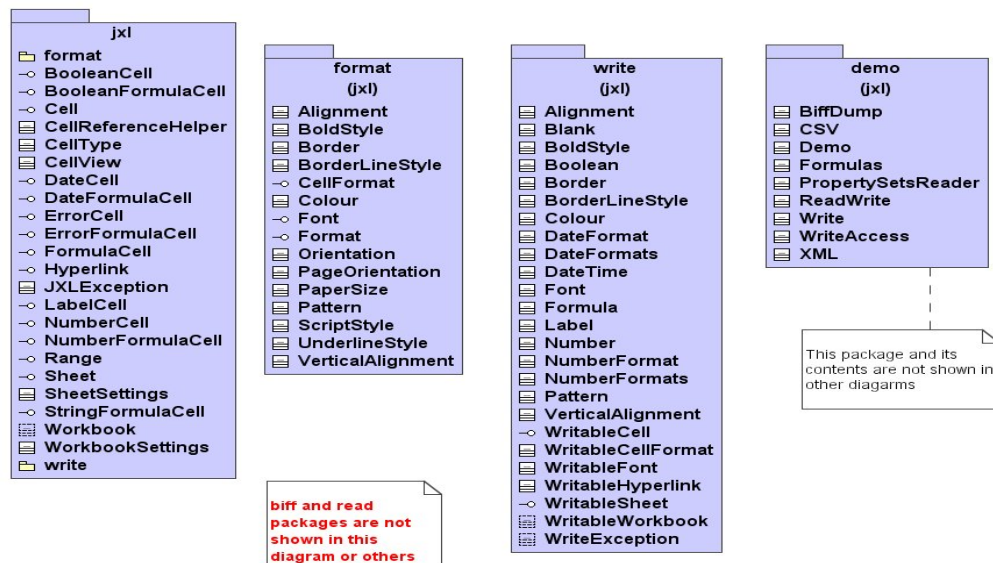 jxl
format
BooleanCell
BooleanFormulaCell
Cell
CellReferenceHelper
CellType
CellView
DateCell
DateFormulaCell
ErrorCell
ErrorFormulaCell
FormulaCell
Hyperlink
JXLException
LabelCell
NumberCell
NumberFormulaCell
Range
Sheet
SheetSettings
StringFormulaCell
Workbook
WorkbookSettings
write
format
(jxl)
Alignment
BoldStyle
Border
BorderLineStyle
CellFormat
Colour
Font
Format
Orientation
PageOrientation
PaperSize
Pattern
ScriptStyle
UnderlineStyle
VerticalAlignment
biff and read
packages are not
shown in this
diagram or others
write
(jxl)
Alignment
Blank
BoldStyle
Boolean
Border
BorderLineStyle
Colour
DateFormat
DateFormats
DateTime
Font
Formula
Label
Number
NumberFormat
NumberFormats
Pattern
VerticalAlignment
WritableCell
WritableCellFormat
WritableFont
WritableHyperlink
WritableSheet
WritableWorkbook
WriteException
demo
(jxl)
BiffDump
CSV
Demo
Formulas
PropertySetsReader
ReadWrite
Write
WriteAccess
XML
This package and its
contents are not shown in
other diagarms